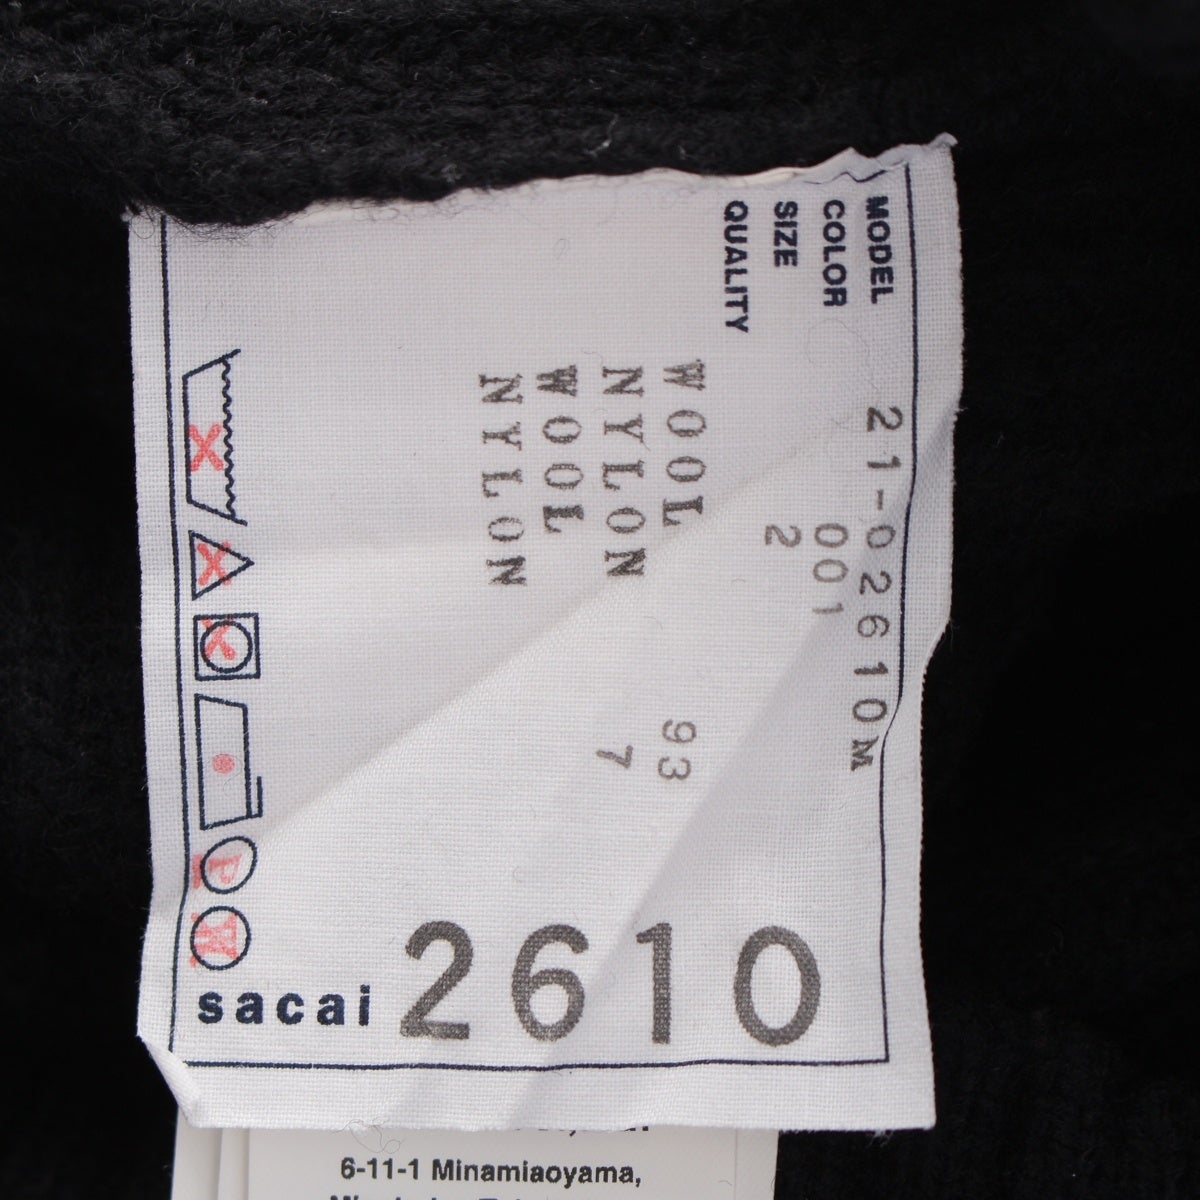 MODEL 21-02610M
COLOR 001
SIZE 2
QUALITY
WOOL 93
NYLON 7
WOOL
NYLON
P
W
sacai 2610
6-11-1 Minamiaoyama,